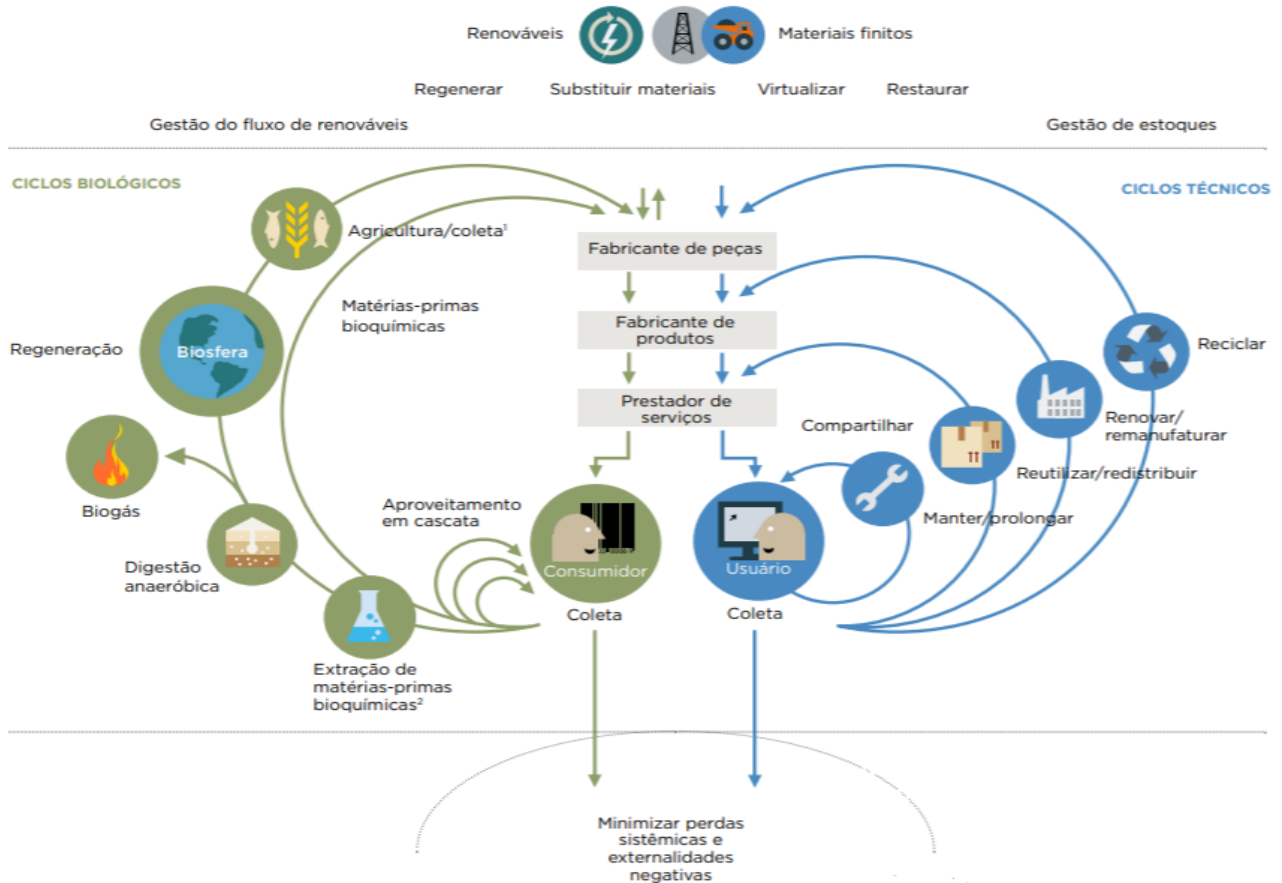 Renováveis
Materiais finitos
Regenerar
Substituir materiais
Virtualizar
Restaurar
Gestão do fluxo de renováveis
Gestão de estoques
CICLOS BIOLÓGICOS
CICLOS TÉCNICOS
Agricultura/coleta¹
Fabricante de peças
Matérias-primas
bioquímicas
Fabricante de
produtos
Regeneração
Biosfera
Reciclar
Prestador de
serviços
Compartilhar
Renovar/
remanufaturar
Reutilizar/redistribuir
Biogás
Aproveitamento
em cascata
Manter/prolongar
Digestão
anaeróbica
Consumidor
Usuário
Coleta
Coleta
Extração de
matérias-primas
bioquímicas²
Minimizar perdas
sistêmicas e
externalidades
negativas